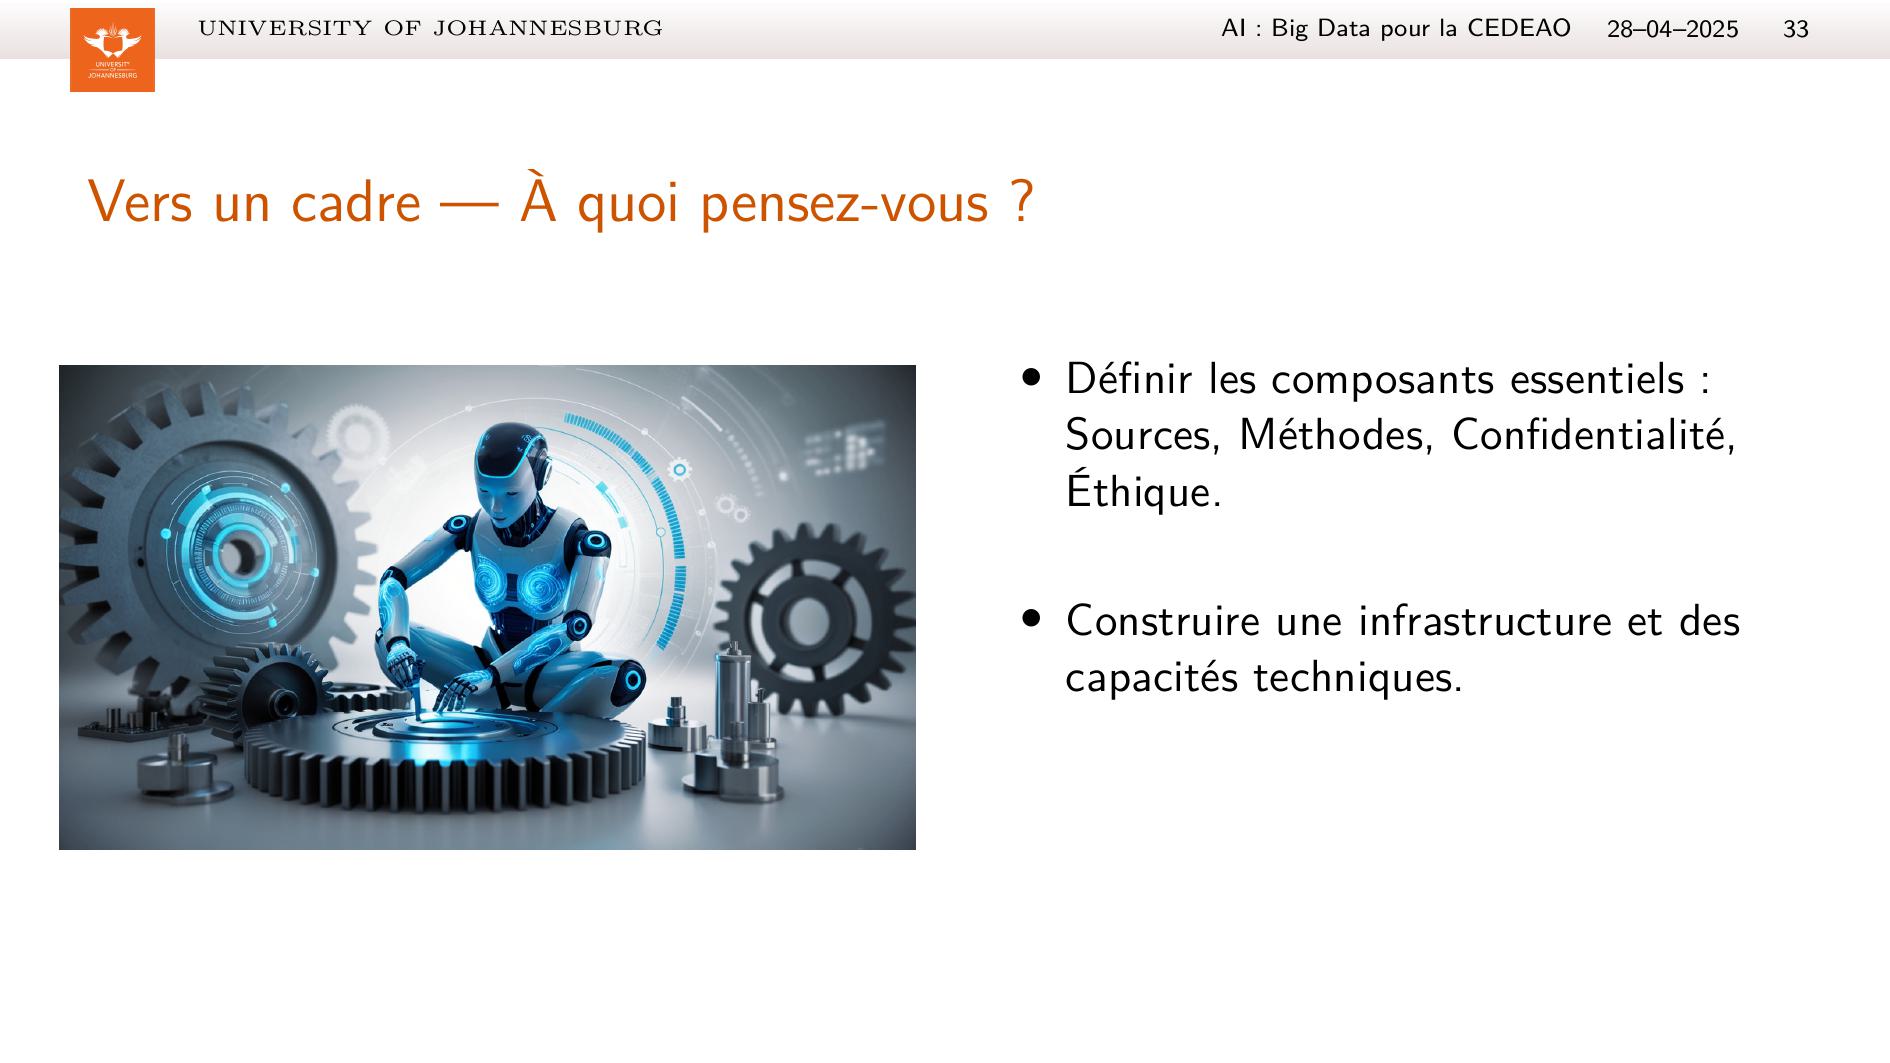 UNIVERSITY OF JOHANNESBURG
AI : Big Data pour la CEDEAO 28–04–2025 33
UNIVERSITY
OF
JOHANNESBURG
Vers un cadre — À quoi pensez-vous ?
• Définir les composants essentiels :
Sources, Méthodes, Confidentialité,
Éthique.
• Construire une infrastructure et des
capacités techniques.